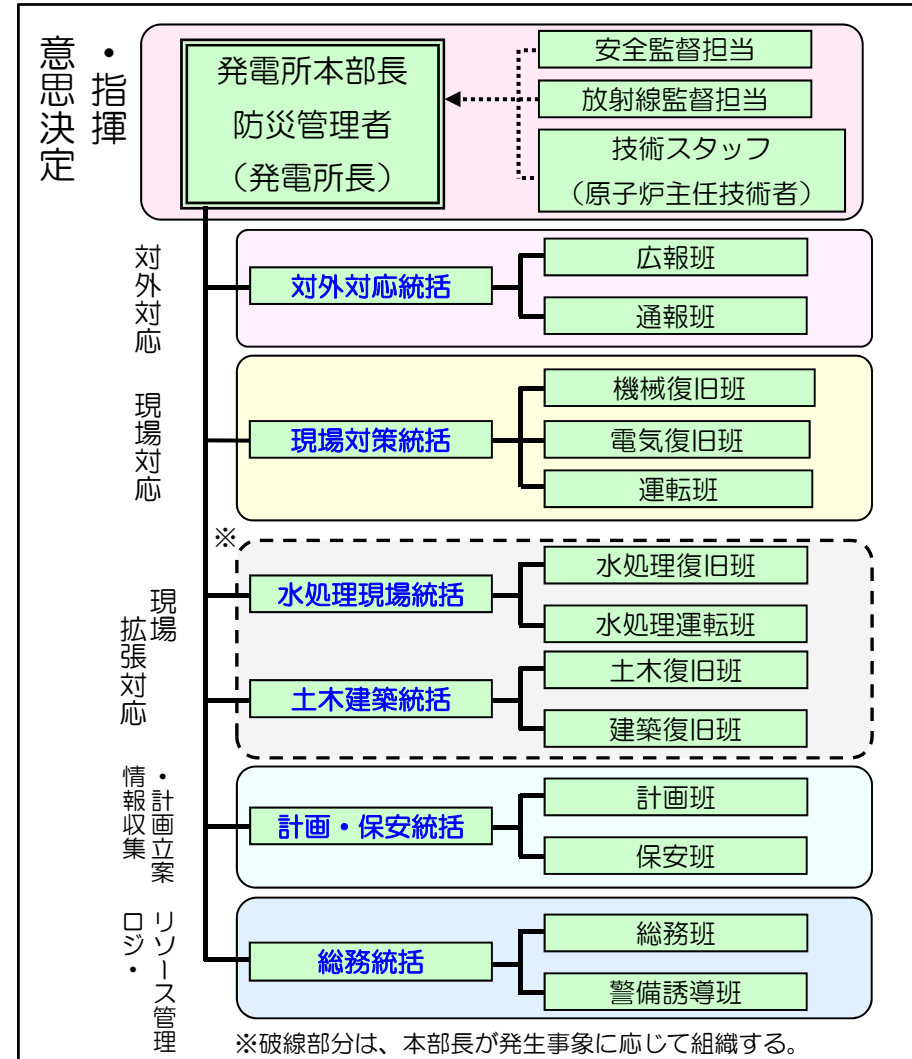 意思決定
・指揮
発電所本部長
防災管理者
（発電所長）
安全監督担当
放射線監督担当
技術スタッフ
（原子炉主任技術者）
対外対応
対外対応統括
広報班
通報班
現場対応
現場対策統括
機械復旧班
電気復旧班
運転班
※
現場
拡張対応
水処理現場統括
水処理復旧班
水処理運転班
土木建築統括
土木復旧班
建築復旧班
情報収集
・計画立案
計画・保安統括
計画班
保安班
ロジ・
リソース管理
総務統括
総務班
警備誘導班
※破線部分は、本部長が発生事象に応じて組織する。